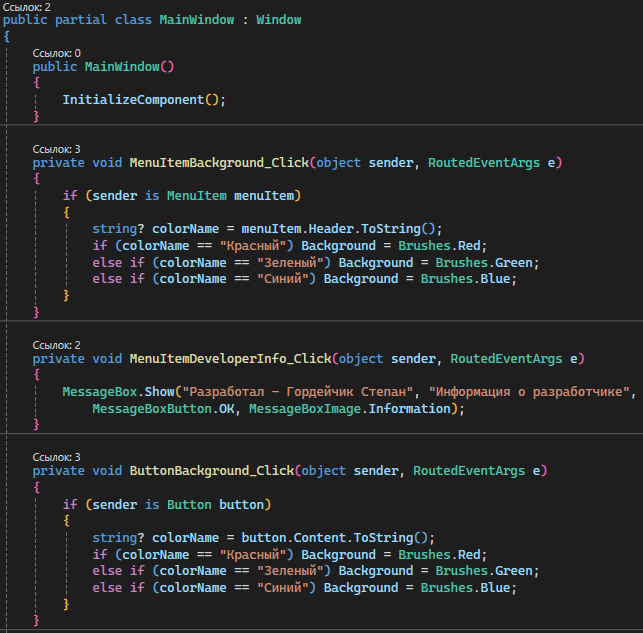 Ссылок: 2
public partial class MainWindow : Window
{
Ссылок: 0
public MainWindow()
{
InitializeComponent();
}
Ссылок: 3
private void MenuItemBackground_Click(object sender, RoutedEventArgs e)
{
if (sender is MenuItem menuItem)
{
string? colorName = menuItem.Header.ToString();
if (colorName == "Красный") Background = Brushes.Red;
else if (colorName == "Зеленый") Background = Brushes.Green;
else if (colorName == "Синий") Background = Brushes.Blue;
}
}
Ссылок: 2
private void MenuItemDeveloperInfo_Click(object sender, RoutedEventArgs e)
{
MessageBox.Show("Разработал - Гордейчик Степан", "Информация о разработчике",
MessageBoxButton.OK, MessageBoxImage.Information);
}
Ссылок: 3
private void ButtonBackground_Click(object sender, RoutedEventArgs e)
{
if (sender is Button button)
{
string? colorName = button.Content.ToString();
if (colorName == "Красный") Background = Brushes.Red;
else if (colorName == "Зеленый") Background = Brushes.Green;
else if (colorName == "Синий") Background = Brushes.Blue;
}
}